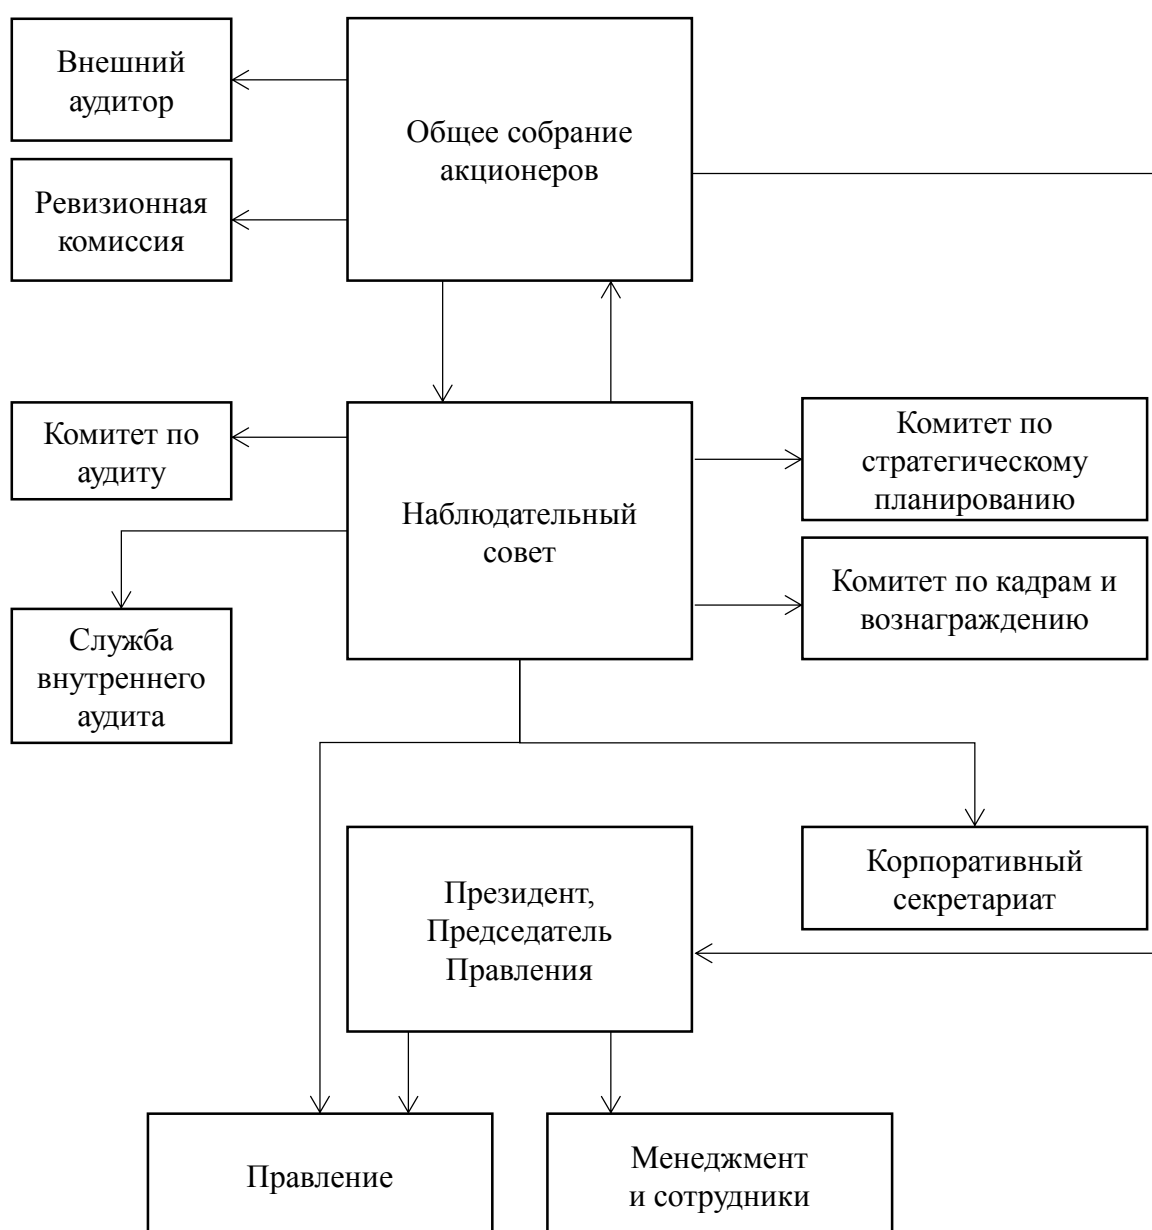 Внешний
аудитор
Общее собрание
акционеров
Ревизионная
комиссия
Комитет по
аудиту
Наблюдательный
совет
Комитет по
стратегическому
планированию
Комитет по кадрам и
вознаграждению
Служба
внутреннего
аудита
Президент,
Председатель
Правления
Корпоративный
секретариат
Правление
Менеджмент
и сотрудники